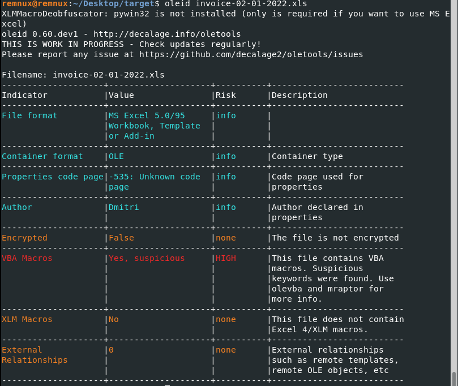 remnux@remnux:~/Desktop/target$ oleid invoice-02-01-2022.xls
XLMMacroDeobfuscator: pywin32 is not installed (only is required if you want to use MS E
xcel)
oleid 0.60.dev1 - http://decalage.info/oletools
THIS IS WORK IN PROGRESS - Check updates regularly!
Please report any issue at https://github.com/decalage2/oletools/issues
Filename: invoice-02-01-2022.xls
--------------------+--------------------+----------+--------------------------
Indicator |Value |Risk |Description
--------------------+--------------------+----------+--------------------------
File format |MS Excel 5.0/95 |info |
|Workbook, Template | |
|or Add-in | |
--------------------+--------------------+----------+--------------------------
Container format |OLE |info |Container type
--------------------+--------------------+----------+--------------------------
Properties code page|-535: Unknown code |info |Code page used for
|page | |properties
--------------------+--------------------+----------+--------------------------
Author |Dmitri |info |Author declared in
| | |properties
--------------------+--------------------+----------+--------------------------
Encrypted |False |none |The file is not encrypted
--------------------+--------------------+----------+--------------------------
VBA Macros |Yes, suspicious |HIGH |This file contains VBA
| | |macros. Suspicious
| | |keywords were found. Use
| | |olevba and mraptor for
| | |more info.
--------------------+--------------------+----------+--------------------------
XLM Macros |No |none |This file does not contain
| | |Excel 4/XLM macros.
--------------------+--------------------+----------+--------------------------
External |0 |none |External relationships
Relationships | | |such as remote templates,
| | |remote OLE objects, etc
--------------------+--------------------+----------+--------------------------